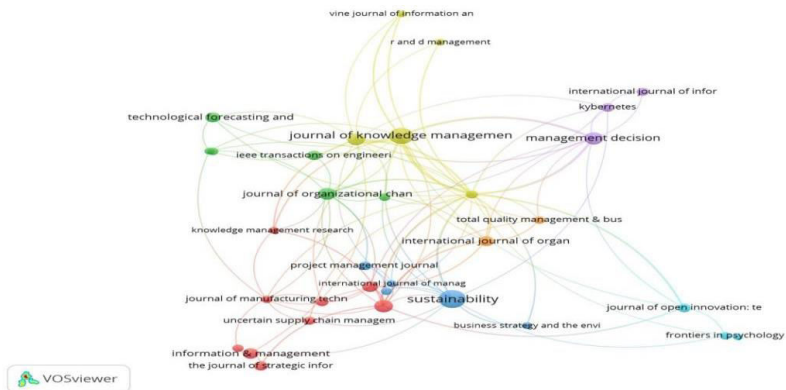 vine journal of information an
r and d management
international journal of infor
kybernetes
technological forecasting and
journal of knowledge managemen
management decision
ieee transactions on engineeri
journal of organizational chan
total quality management & bus
knowledge management research
international journal of organ
project management journal
international journal of manag
journal of manufacturing techn
sustainability
journal of open innovation: te
uncertain supply chain managem
business strategy and the envi
frontiers in psychology
information & management
the journal of strategic infor
VOSviewer